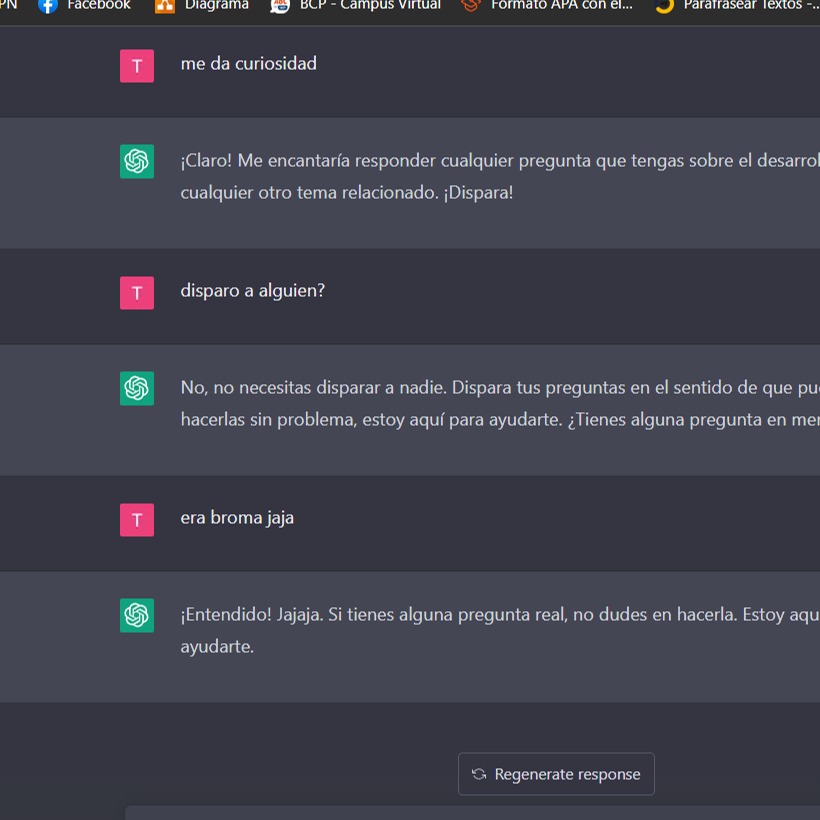 PN Facebook Diagrama BCP - Campus Virtual Formato APA con el... Parafrasear Textos -...
T me da curiosidad
¡Claro! Me encantaría responder cualquier pregunta que tengas sobre el desarrol
cualquier otro tema relacionado. ¡Dispara!
T disparo a alguien?
No, no necesitas disparar a nadie. Dispara tus preguntas en el sentido de que pue
hacerlas sin problema, estoy aquí para ayudarte. ¿Tienes alguna pregunta en men
T era broma jaja
¡Entendido! Jajaja. Si tienes alguna pregunta real, no dudes en hacerla. Estoy aqu
ayudarte.
Regenerate response